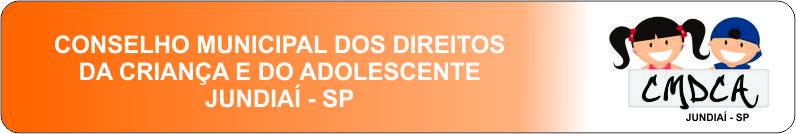 CONSELHO MUNICIPAL DOS DIREITOS
DA CRIANÇA E DO ADOLESCENTE
JUNDIAÍ - SP
CMDCA
JUNDIAÍ - SP